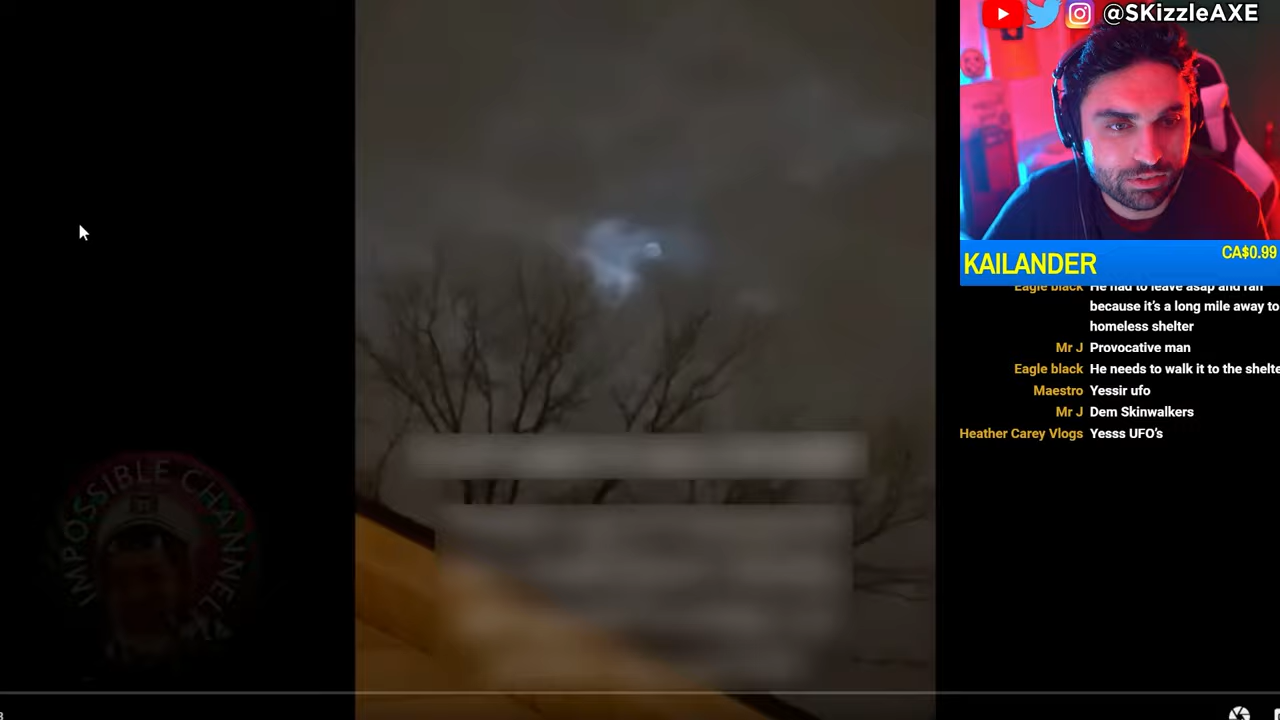 @SKizzleAXE
KAILANDER
CA$0.99
Eagle black He had to leave asap and ran
because it's a long mile away to
homeless shelter
Mr J Provocative man
Eagle black He needs to walk it to the shelte
Maestro Yessir ufo
Mr J Dem Skinwalkers
Heather Carey Vlogs Yesss UFO's
IMPOSSIBLE CHANNEL